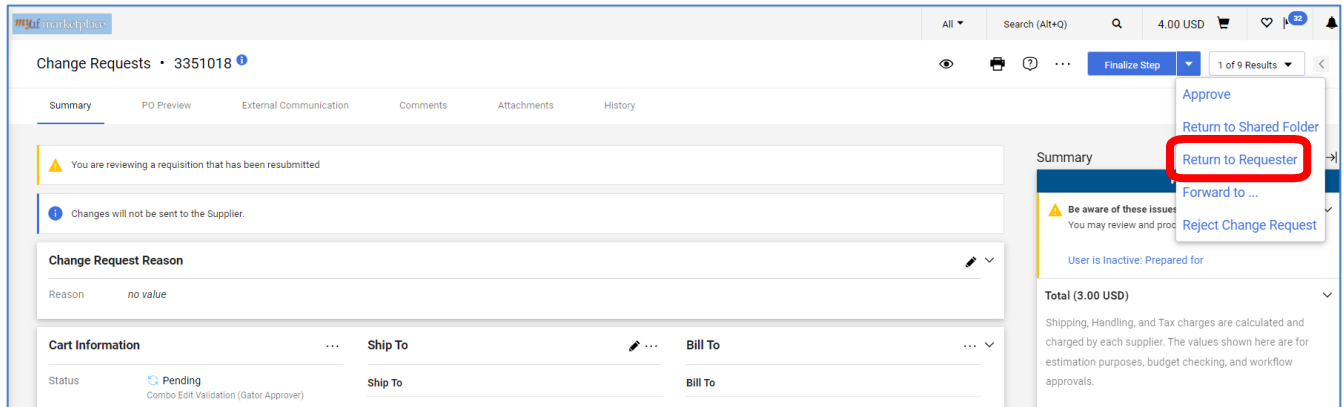 myuf marketplace
All
Search (Alt+Q)
4.00 USD
32
Change Requests • 3351018
Finalize Step
1 of 9 Results
Approve
Return to Shared Folder
Return to Requester
Forward to ...
Reject Change Request
Summary
PO Preview
External Communication
Comments
Attachments
History
You are reviewing a requisition that has been resubmitted
Changes will not be sent to the Supplier.
Change Request Reason
Reason no value
Cart Information
Status Pending
Combo Edit Validation (Gator Approver)
Ship To
Ship To
Bill To
Bill To
Summary
Be aware of these issues
You may review and proc
User is Inactive: Prepared for
Total (3.00 USD)
Shipping, Handling, and Tax charges are calculated and
charged by each supplier. The values shown here are for
estimation purposes, budget checking, and workflow
approvals.